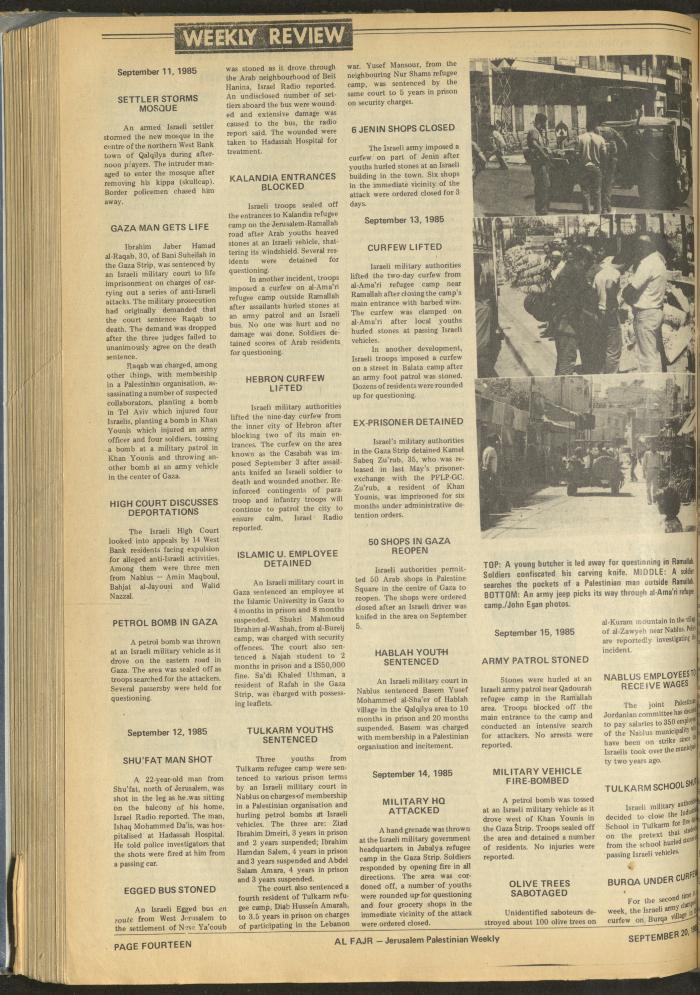 WEEKLY REVIEW
September 11, 1985
SETTLER STORMS
MOSQUE
An armed Israeli settler
stormed the new mosque in the
centre of the northern West Bank
town of Qalqilya during after-
noon prayers. The intruder man-
aged to enter the mosque after
removing his kippa (skullcap).
Border policemen chased him
away.
GAZA MAN GETS LIFE
Ibrahim Jaber Hamad
al-Raqab, 30, of Bani Suheilah in
the Gaza Strip, was sentenced by
an Israeli military court to life
imprisonment on charges of car-
rying out a series of anti-Israeli
attacks. The military prosecution
had originally demanded that
the court sentence Raqab to
death. The demand was dropped
after the three judges failed to
unanimously agree on the death
sentence.
Raqab was charged, among
other things, with membership
in a Palestinian organisation, as-
sassinating a number of suspected
collaborators, planting a bomb
in Tel Aviv which injured four
Israelis, planting a bomb in Khan
Younis which injured an army
officer and four soldiers, tossing
a bomb at a military patrol in
Khan Younis and throwing an-
other bomb at an army vehicle
in the center of Gaza.
HIGH COURT DISCUSSES
DEPORTATIONS
The Israeli High Court
looked into appeals by 14 West
Bank residents facing expulsion
for alleged anti-Israeli activities.
Among them were three men
from Nablus — Amin Maqboul,
Bahjat al-Jayousi and Walid
Nazzal.
PETROL BOMB IN GAZA
A petrol bomb was thrown
at an Israeli military vehicle as it
drove on the eastern road in
Gaza. The area was sealed off as
troops searched for the attackers.
Several passersby were held for
questioning.
September 12, 1985
SHU'FAT MAN SHOT
A 22-year-old man from
Shu'fat, north of Jerusalem, was
shot in the leg as he was sitting
on the balcony of his home,
Israel Radio reported. The man,
Ishaq Mohammed Da'is, was hos-
pitalised at Hadassah Hospital.
He told police investigators that
the shots were fired at him from
a passing car.
EGGED BUS STONED
An Israeli Egged bus en
route from West Jerusalem to
the settlement of Neve Ya'coub
was stoned as it drove through
the Arab neighbourhood of Beit
Hanina, Israel Radio reported.
An undisclosed number of set-
tlers aboard the bus were wound-
ed and extensive damage was
caused to the bus, the radio
report said. The wounded were
taken to Hadassah Hospital for
treatment.
KALANDIA ENTRANCES
BLOCKED
Israeli troops sealed off
the entrances to Kalandia refugee
camp on the Jerusalem-Ramallah
road after Arab youths heaved
stones at an Israeli vehicle, shat-
tering its windshield. Several res-
idents were detained for
questioning.
In another incident, troops
imposed a curfew on al-Ama'ri
refugee camp outside Ramallah
after assailants hurled stones at
an army patrol and an Israeli
bus. No one was hurt and no
damage was done. Soldiers de-
tained scores of Arab residents
for questioning.
HEBRON CURFEW
LIFTED
Israeli military authorities
lifted the nine-day curfew from
the inner city of Hebron after
blocking two of its main en-
trances. The curfew on the area
known as the Casabah was im-
posed September 3 after assail-
ants knifed an Israeli soldier to
death and wounded another. Re-
inforced contingents of para-
troop and infantry troops will
continue to patrol the city to
ensure calm, Israel Radio
reported.
ISLAMIC U. EMPLOYEE
DETAINED
An Israeli military court in
Gaza sentenced an employee at
the Islamic University in Gaza to
4 months in prison and 8 months
suspended. Shukri Mahmoud
Ibrahim al-Washah, from al-Bureij
camp, was charged with security
offences. The court also sen-
tenced a Najah student to 2
months in prison and a IS50,000
fine. Sa'di Khaled Uthman, a
resident of Rafah in the Gaza
Strip, was charged with possess-
ing leaflets.
TULKARM YOUTHS
SENTENCED
Three youths from
Tulkarm refugee camp were sen-
tenced to various prison terms
by an Israeli military court in
Nablus on charges of membership
in a Palestinian organisation and
hurling petrol bombs at Israeli
vehicles. The three are: Ziad
Ibrahim Dmeiri, 3 years in prison
and 2 years suspended; Ibrahim
Hamdan Salem, 4 years in prison
and 3 years suspended and Abdel
Salam Amara, 4 years in prison
and 3 years suspended.
The court also sentenced a
fourth resident of Tulkarm refu-
gee camp, Diab Hussein Amarah,
to 3.5 years in prison on charges
of participating in the Lebanon
war. Yusef Mansour, from the
neighbouring Nur Shams refugee
camp, was sentenced by the
same court to 5 years in prison
on security charges.
6 JENIN SHOPS CLOSED
The Israeli army imposed a
curfew on part of Jenin after
youths hurled stones at an Israeli
building in the town. Six shops
in the immediate vicinity of the
attack were ordered closed for 3
days.
September 13, 1985
CURFEW LIFTED
Israeli military authorities
lifted the two-day curfew from
al-Ama'ri refugee camp near
Ramallah after closing the camp's
main entrance with barbed wire.
The curfew was clamped on
al-Ama'ri after local youths
hurled stones at passing Israeli
vehicles.
In another development,
Israeli troops imposed a curfew
on a street in Balata camp after
an army foot patrol was stoned.
Dozens of residents were rounded
up for questioning.
EX-PRISONER DETAINED
Israel's military authorities
in the Gaza Strip detained Kamel
Sabeq Zu'rub, 35, who was re-
leased in last May's prisoner-
exchange with the PFLP-GC.
Zu'rub, a resident of Khan
Younis, was imprisoned for six
months under administrative de-
tention orders.
50 SHOPS IN GAZA
REOPEN
Israeli authorities permit-
ted 50 Arab shops in Palestine
Square in the centre of Gaza to
reopen. The shops were ordered
closed after an Israeli driver was
knifed in the area on September
5.
HABLAH YOUTH
SENTENCED
An Israeli military court in
Nablus sentenced Basem Yusef
Mohammed al-Sha'er of Hablah
village in the Qalqilya area to 10
months in prison and 20 months
suspended. Basem was charged
with membership in a Palestinian
organisation and incitement.
September 14, 1985
MILITARY HQ
ATTACKED
A hand grenade was thrown
at the Israeli military government
headquarters in Jabalya refugee
camp in the Gaza Strip. Soldiers
responded by opening fire in all
directions. The area was cor-
doned off, a number of youths
were rounded up for questioning
and four grocery shops in the
immediate vicinity of the attack
were ordered closed.
TOP: A young butcher is led away for questinning in Ramallah.
Soldiers confiscated his carving knife. MIDDLE: A soldier
searches the pockets of a Palestinian man outside Ramallah.
BOTTOM: An army jeep picks its way through al-Ama'ri refugee
camp./John Egan photos.
September 15, 1985
ARMY PATROL STONED
Stones were hurled at an
Israeli army patrol near Qadourah
refugee camp in the Ramallah
area. Troops blocked off the
main entrance to the camp and
conducted an intensive search
for attackers. No arrests were
reported.
MILITARY VEHICLE
FIRE-BOMBED
A petrol bomb was tossed
at an Israeli military vehicle as it
drove west of Khan Younis in
the Gaza Strip. Troops sealed off
the area and detained a number
of residents. No injuries were
reported.
OLIVE TREES
SABOTAGED
Unidentified saboteurs de-
stroyed about 100 olive trees on
al-Kuram mountain in the
of al-Zawyeh near Nablus.
are reportedly investigating
incident.
NABLUS EMPLOYEES TO
RECEIVE WAGES
The joint
Jordanian committee has
to pay salaries to 350
of the Nablus municipality
have been on strike
Israelis took over the
ty two years ago.
TULKARM SCHOOL
Israeli military
decided to close the
School in Tulkarm for
on the pretext that
from the school hurled
passing Israeli vehicles.
BURQA UNDER CURFEW
For the second
week, the Israeli army
curfew on Burqa village
PAGE FOURTEEN
AL FAJR — Jerusalem Palestinian Weekly
SEPTEMBER 20,